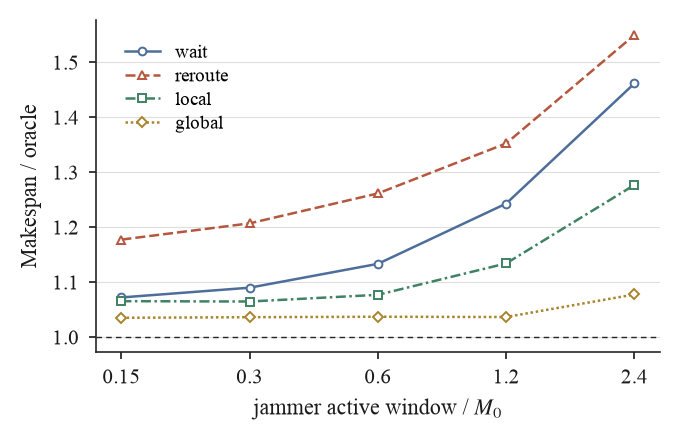 wait
reroute
local
global
Makespan / oracle
1.5
1.4
1.3
1.2
1.1
1.0
0.15 0.3 0.6 1.2 2.4
jammer active window / M₀